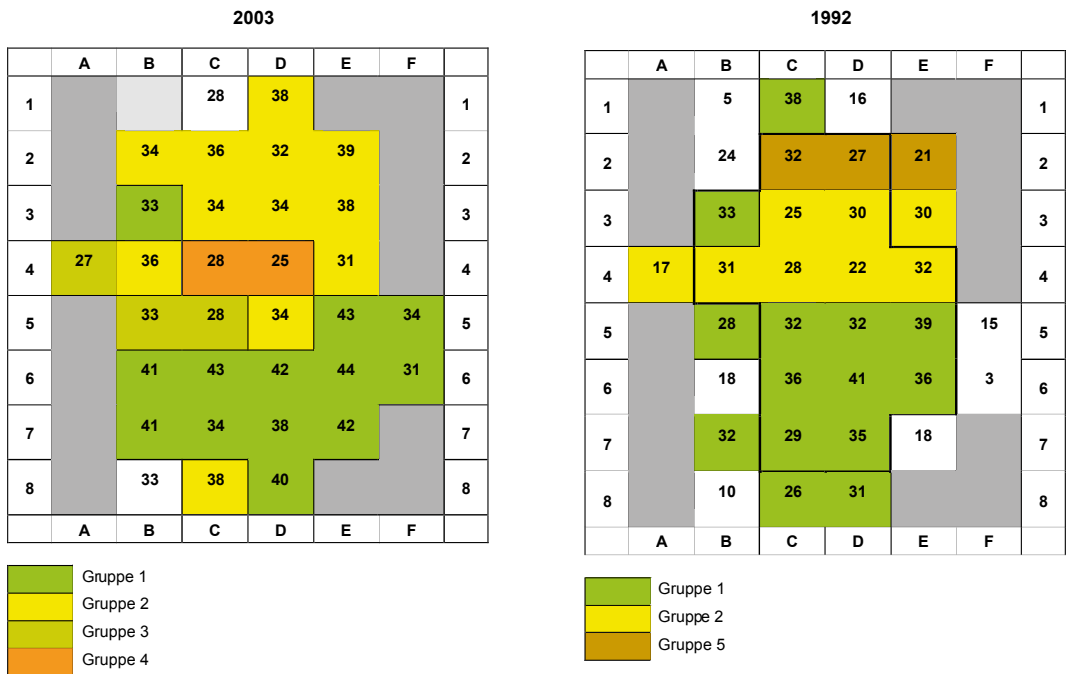 2003
A B C D E F
1 28 38 1
2 34 36 32 39 2
3 33 34 34 38 3
4 27 36 28 25 31 4
5 33 28 34 43 34 5
6 41 43 42 44 31 6
7 41 34 38 42 7
8 33 38 40 8
A B C D E F
Gruppe 1
Gruppe 2
Gruppe 3
Gruppe 4
1992
A B C D E F
1 5 38 16 1
2 24 32 27 21 2
3 33 25 30 30 3
4 17 31 28 22 32 4
5 28 32 32 39 15 5
6 18 36 41 36 3 6
7 32 29 35 18 7
8 10 26 31 8
A B C D E F
Gruppe 1
Gruppe 2
Gruppe 5